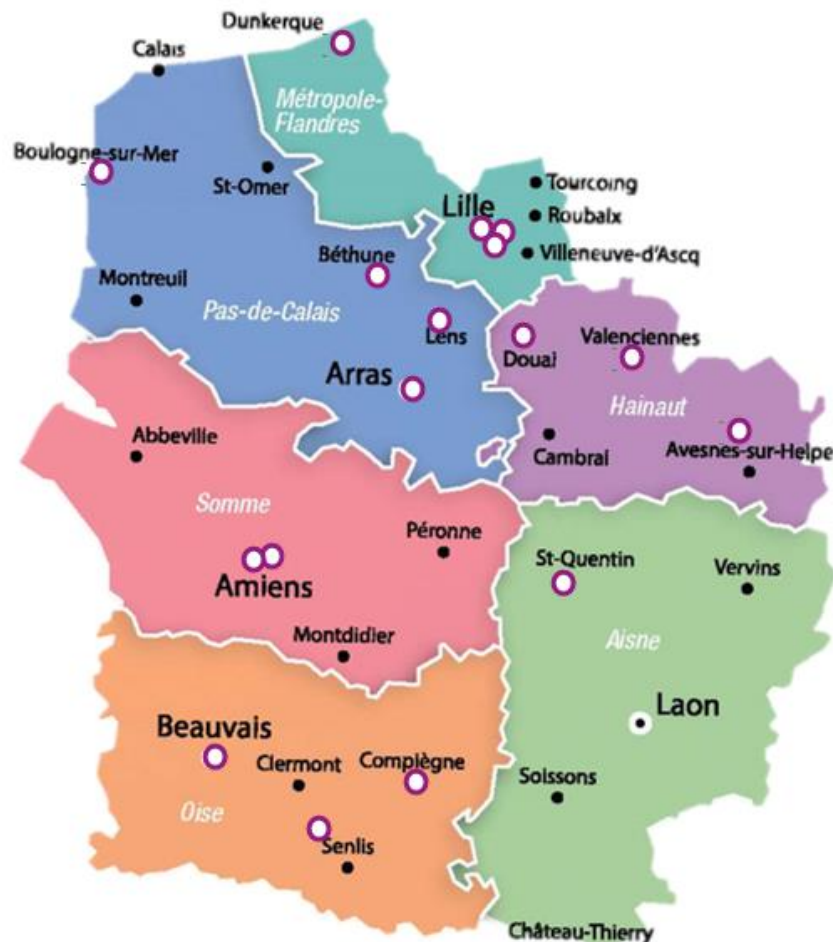 Dunkerque
Calais
Métropole-
Flandres
Boulogne-sur-Mer
St-Omer
Tourcoing
Lille
Roubaix
Béthune
Villeneuve-d'Ascq
Montreuil
Pas-de-Calais
Lens
Douai
Valenciennes
Arras
Hainaut
Abbeville
Cambrai
Avesnes-sur-Helpe
Somme
Péronne
St-Quentin
Vervins
Amiens
Montdidier
Aisne
Laon
Beauvais
Clermont
Compiègne
Soissons
Oise
Senlis
Château-Thierry